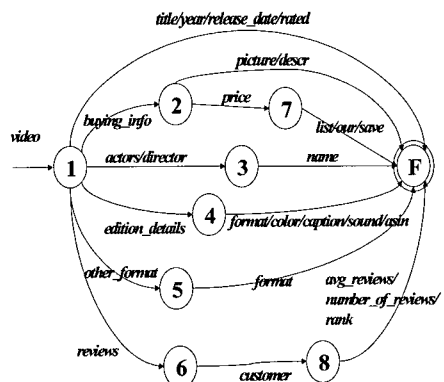 title/year/release_date/rated
picture/descr
2
price
7
buying_info
list/our/save
video
1
actors/director
3
name
F
4
edition_details
format/color/caption/sound/asin
other_format
5
format
avg_reviews/
number_of_reviews/
rank
reviews
6
customer
8